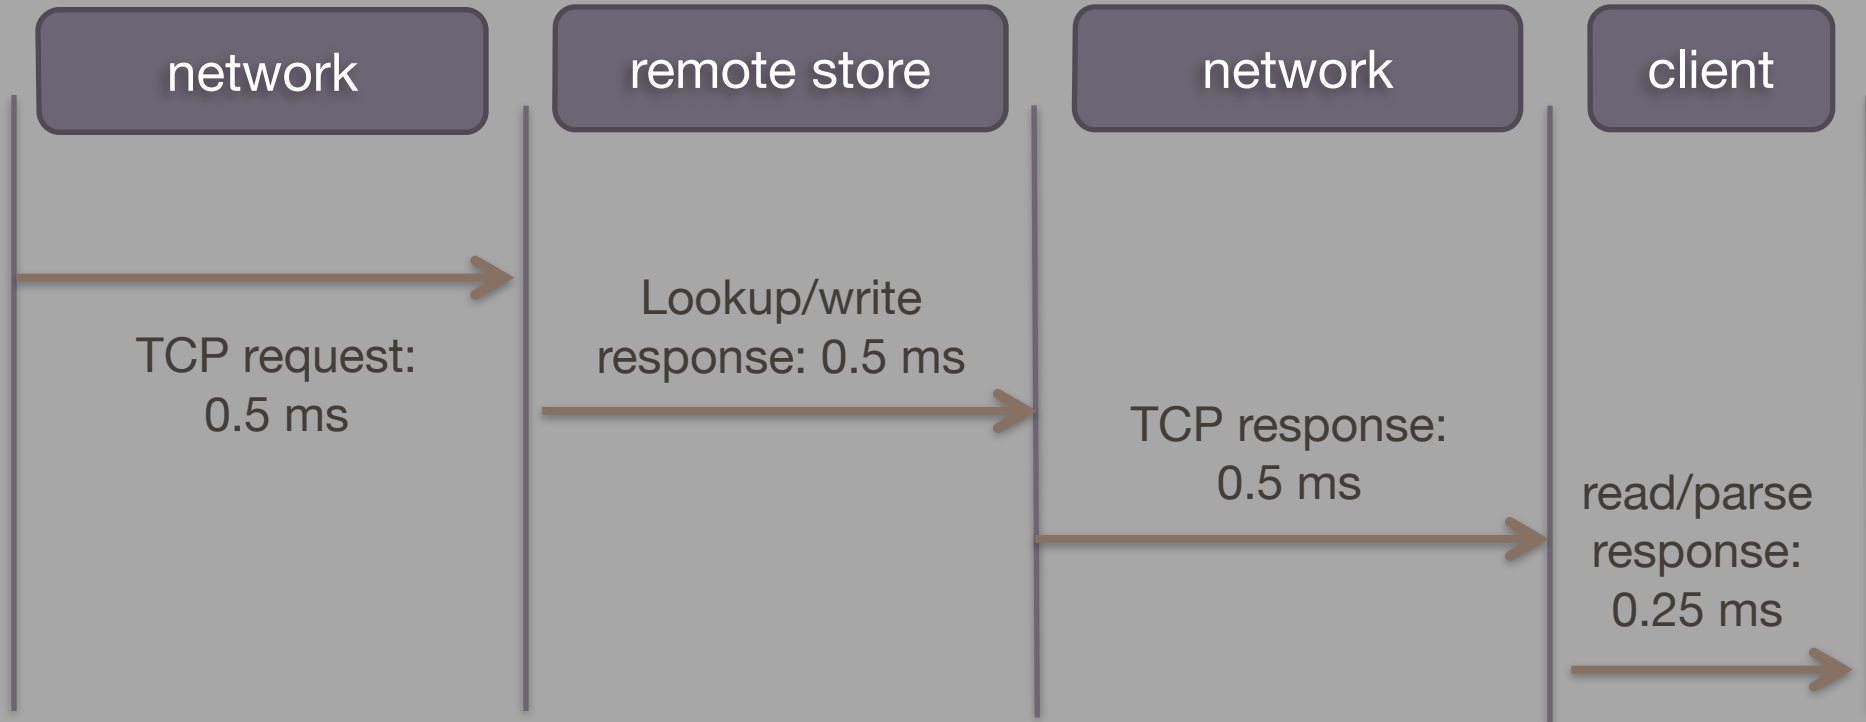 network
remote store
network
client
TCP request:
0.5 ms
Lookup/write
response: 0.5 ms
TCP response:
0.5 ms
read/parse
response:
0.25 ms